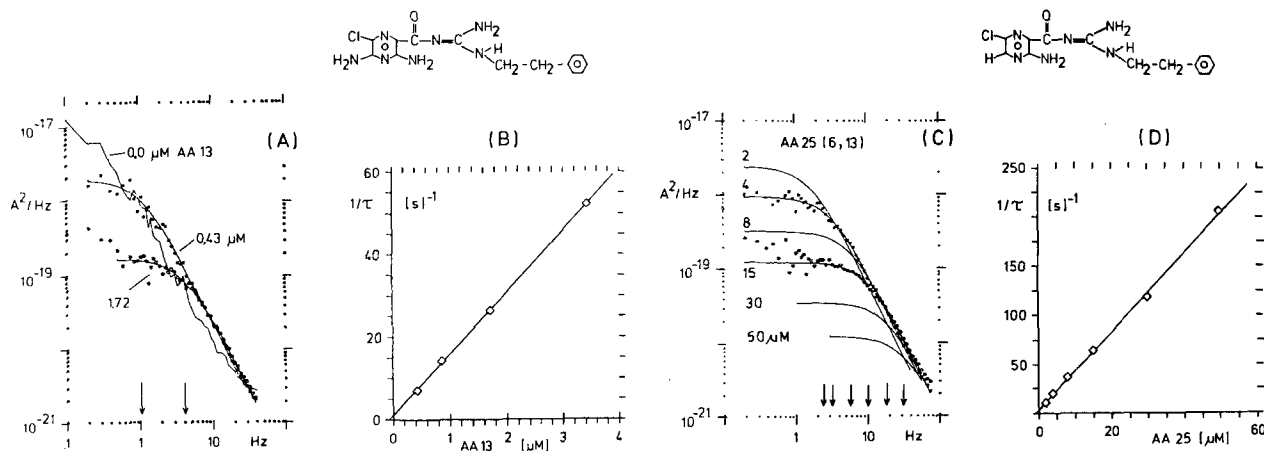 O
Cl N C—N=C NH2
H2N N NH2 N H CH2—CH2
O
Cl N C—N=C NH2
H N NH2 N H CH2—CH2
(A)
10-17
0,0 μM AA 13
A2/Hz
0,43 μM
10-19
1,72
10-21
.1 1 10 Hz
(B)
60
1/τ [s]-1
40
20
0
0 1 2 3 4
AA 13 [μM]
(C)
10-17
AA 25 (6,13)
2
A2/Hz
4
8
10-19
15
30
50 μM
10-21
.1 1 10 Hz
(D)
250
1/τ [s]-1
200
150
100
50
0 20 40 60
AA 25 [μM]